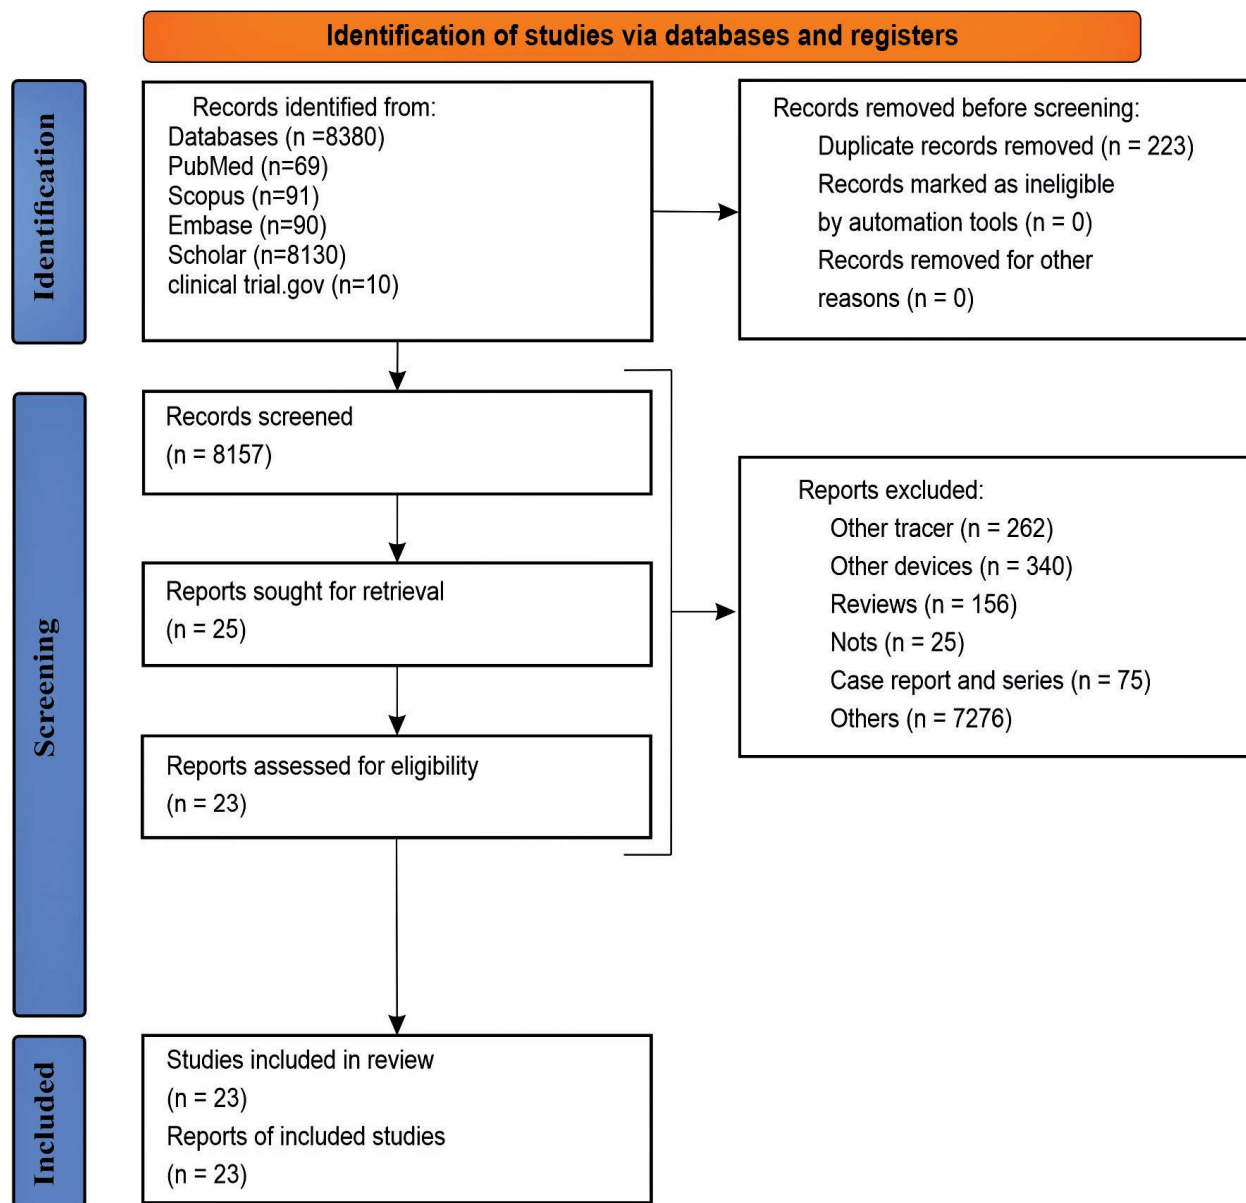 Identification of studies via databases and registers
Identification
Records identified from:
Databases (n =8380)
PubMed (n=69)
Scopus (n=91)
Embase (n=90)
Scholar (n=8130)
clinical trial.gov (n=10)
Records removed before screening:
Duplicate records removed (n = 223)
Records marked as ineligible
by automation tools (n = 0)
Records removed for other
reasons (n = 0)
Screening
Records screened
(n = 8157)
Reports sought for retrieval
(n = 25)
Reports assessed for eligibility
(n = 23)
Reports excluded:
Other tracer (n = 262)
Other devices (n = 340)
Reviews (n = 156)
Nots (n = 25)
Case report and series (n = 75)
Others (n = 7276)
Included
Studies included in review
(n = 23)
Reports of included studies
(n = 23)